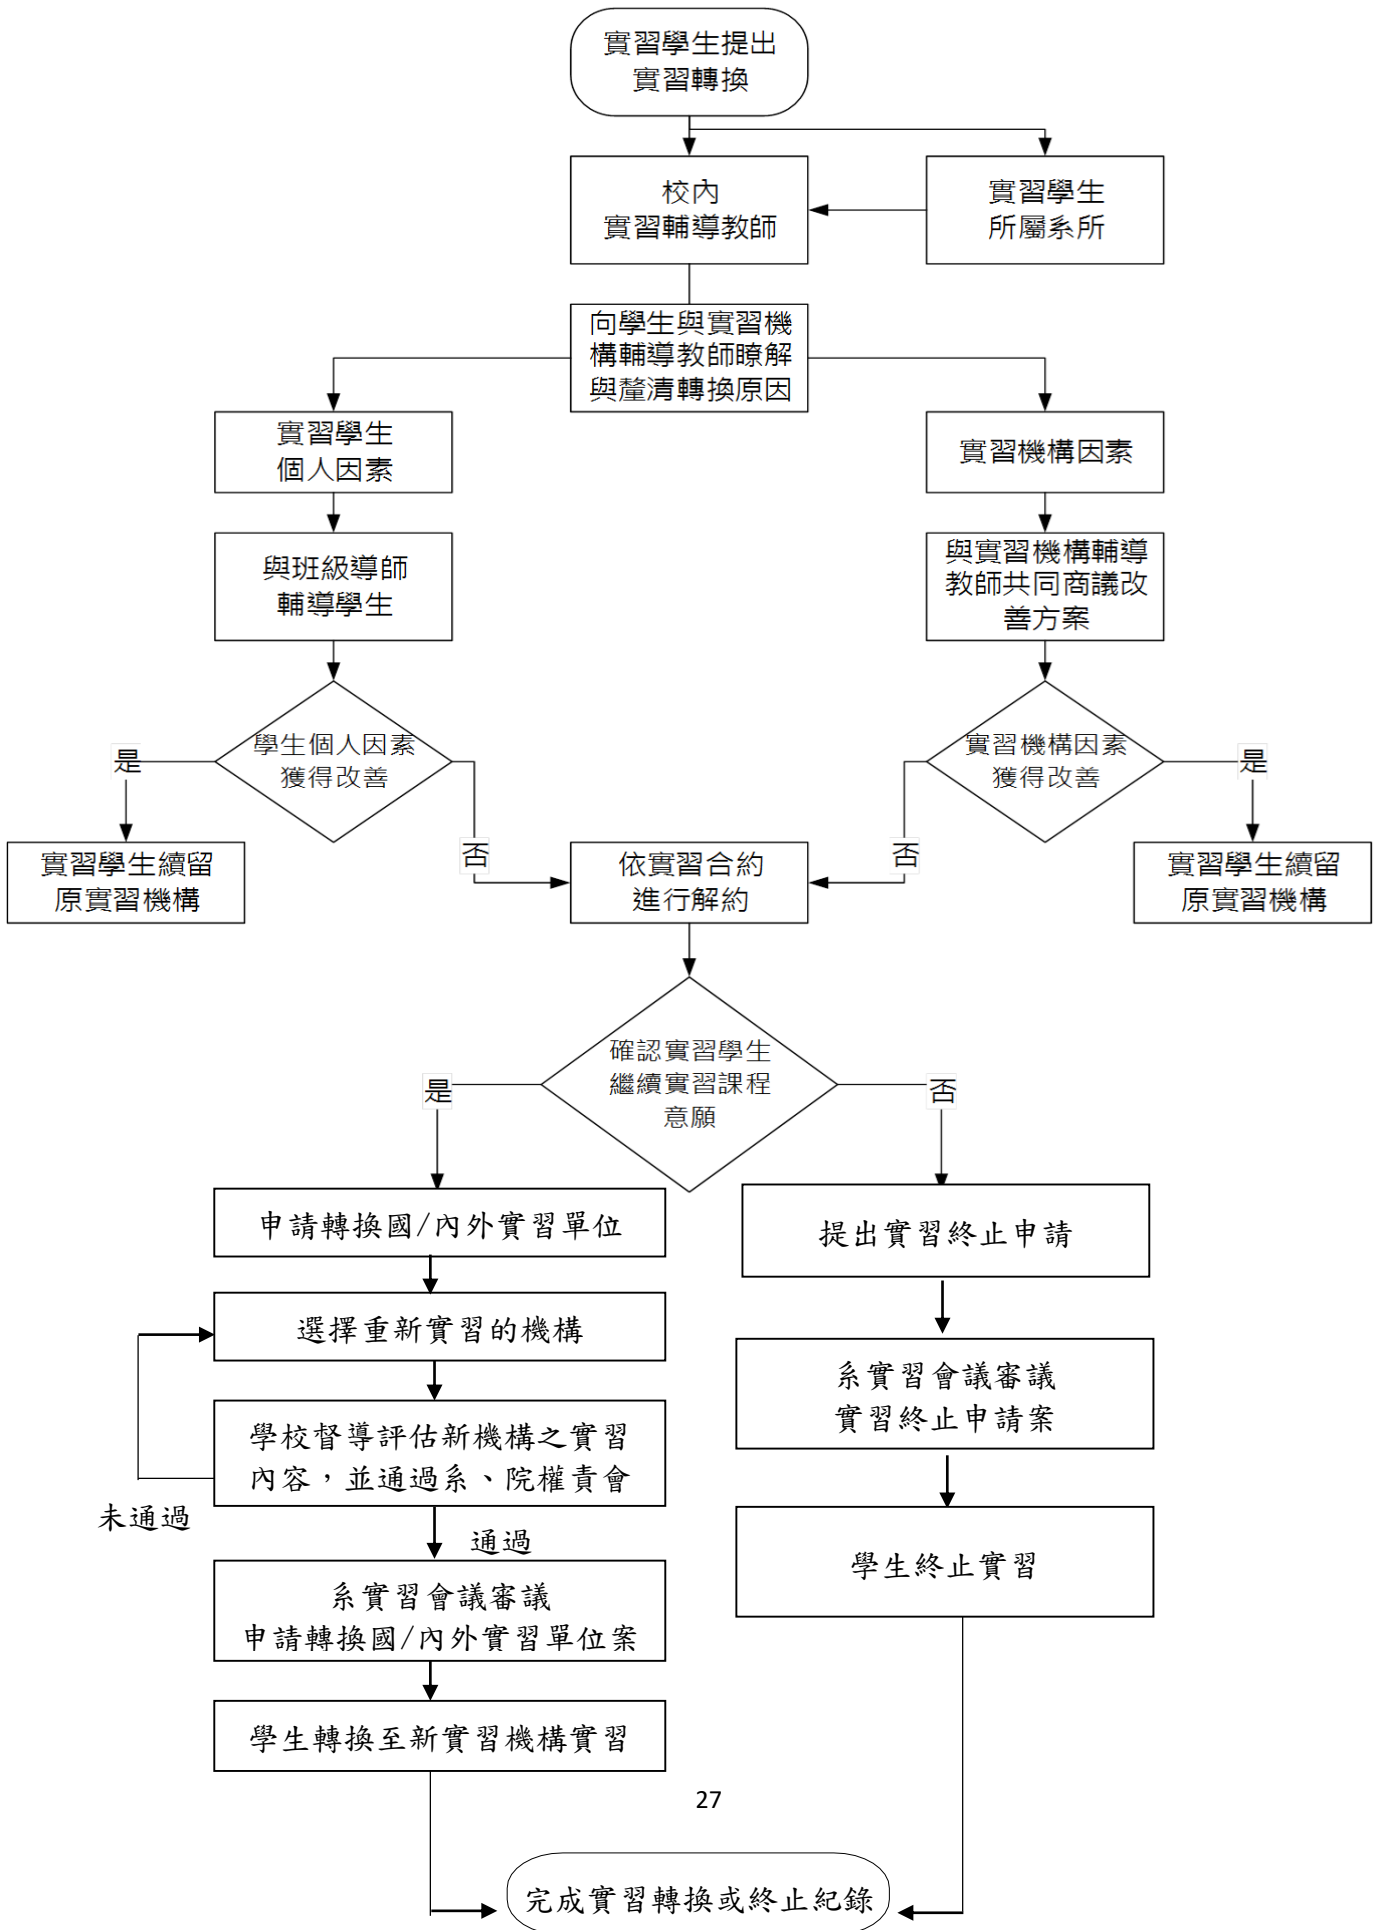 實習學生提出
實習轉換
校內
實習輔導教師
實習學生
所屬系所
向學生與實習機
構輔導教師瞭解
與釐清轉換原因
實習學生
個人因素
實習機構因素
與班級導師
輔導學生
與實習機構輔導
教師共同商議改
善方案
學生個人因素
獲得改善
實習機構因素
獲得改善
是
是
否
否
實習學生續留
原實習機構
依實習合約
進行解約
實習學生續留
原實習機構
確認實習學生
繼續實習課程
意願
是
否
申請轉換國/內外實習單位
提出實習終止申請
選擇重新實習的機構
系實習會議審議
實習終止申請案
學校督導評估新機構之實習
內容，並通過系、院權責會
未通過
通過
學生終止實習
系實習會議審議
申請轉換國/內外實習單位案
學生轉換至新實習機構實習
27
完成實習轉換或終止紀錄